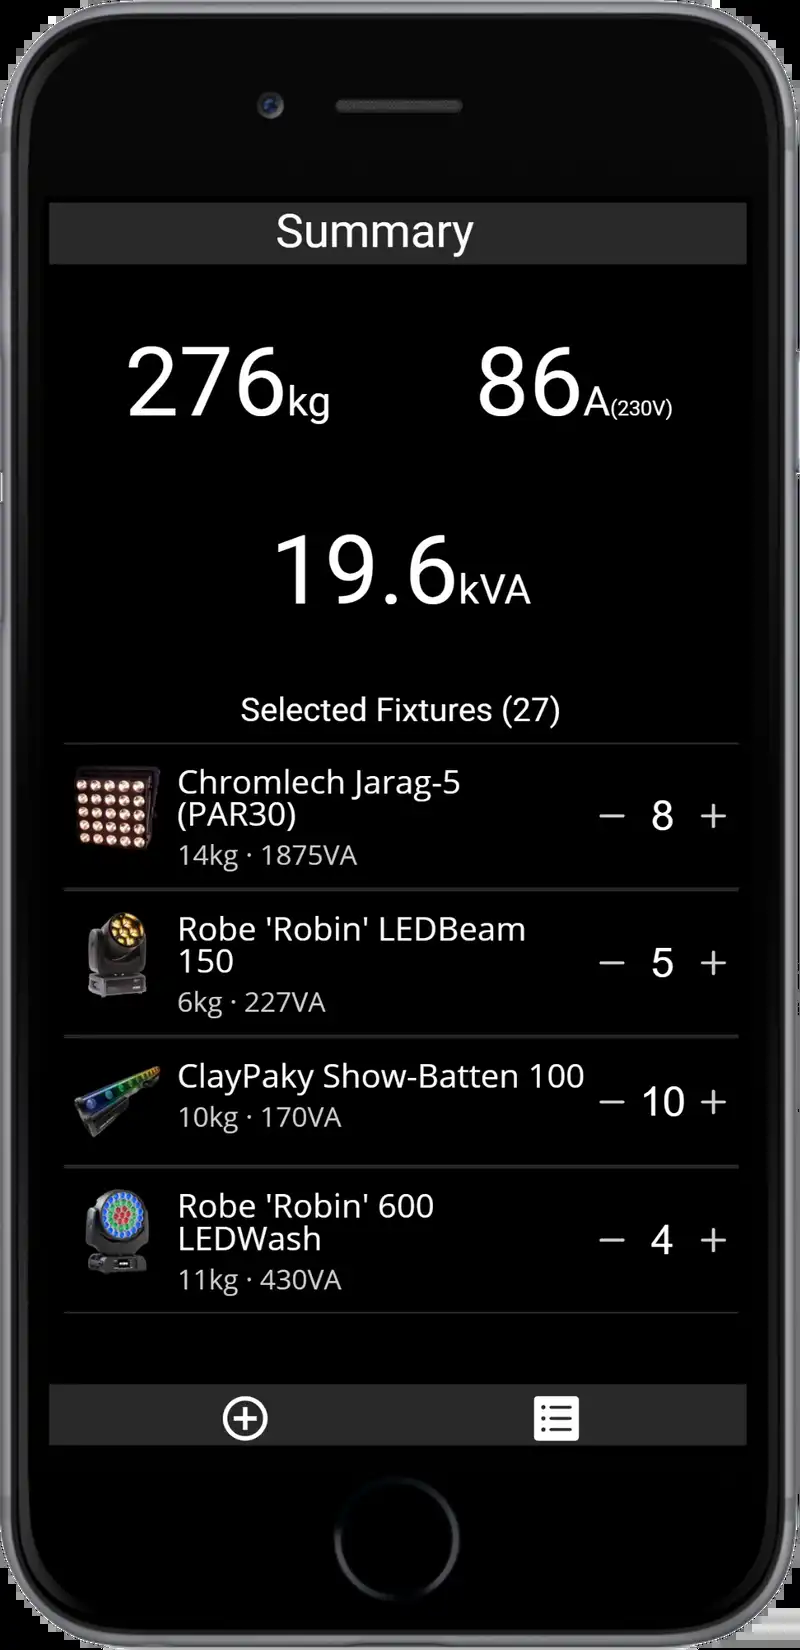 Summary
276kg 86A(230V)
19.6kVA
Selected Fixtures (27)
Chromlech Jarag-5
(PAR30)
14kg · 1875VA
− 8 +
Robe 'Robin' LEDBeam
150
6kg · 227VA
− 5 +
ClayPaky Show-Batten 100
10kg · 170VA
− 10 +
Robe 'Robin' 600
LEDWash
11kg · 430VA
− 4 +